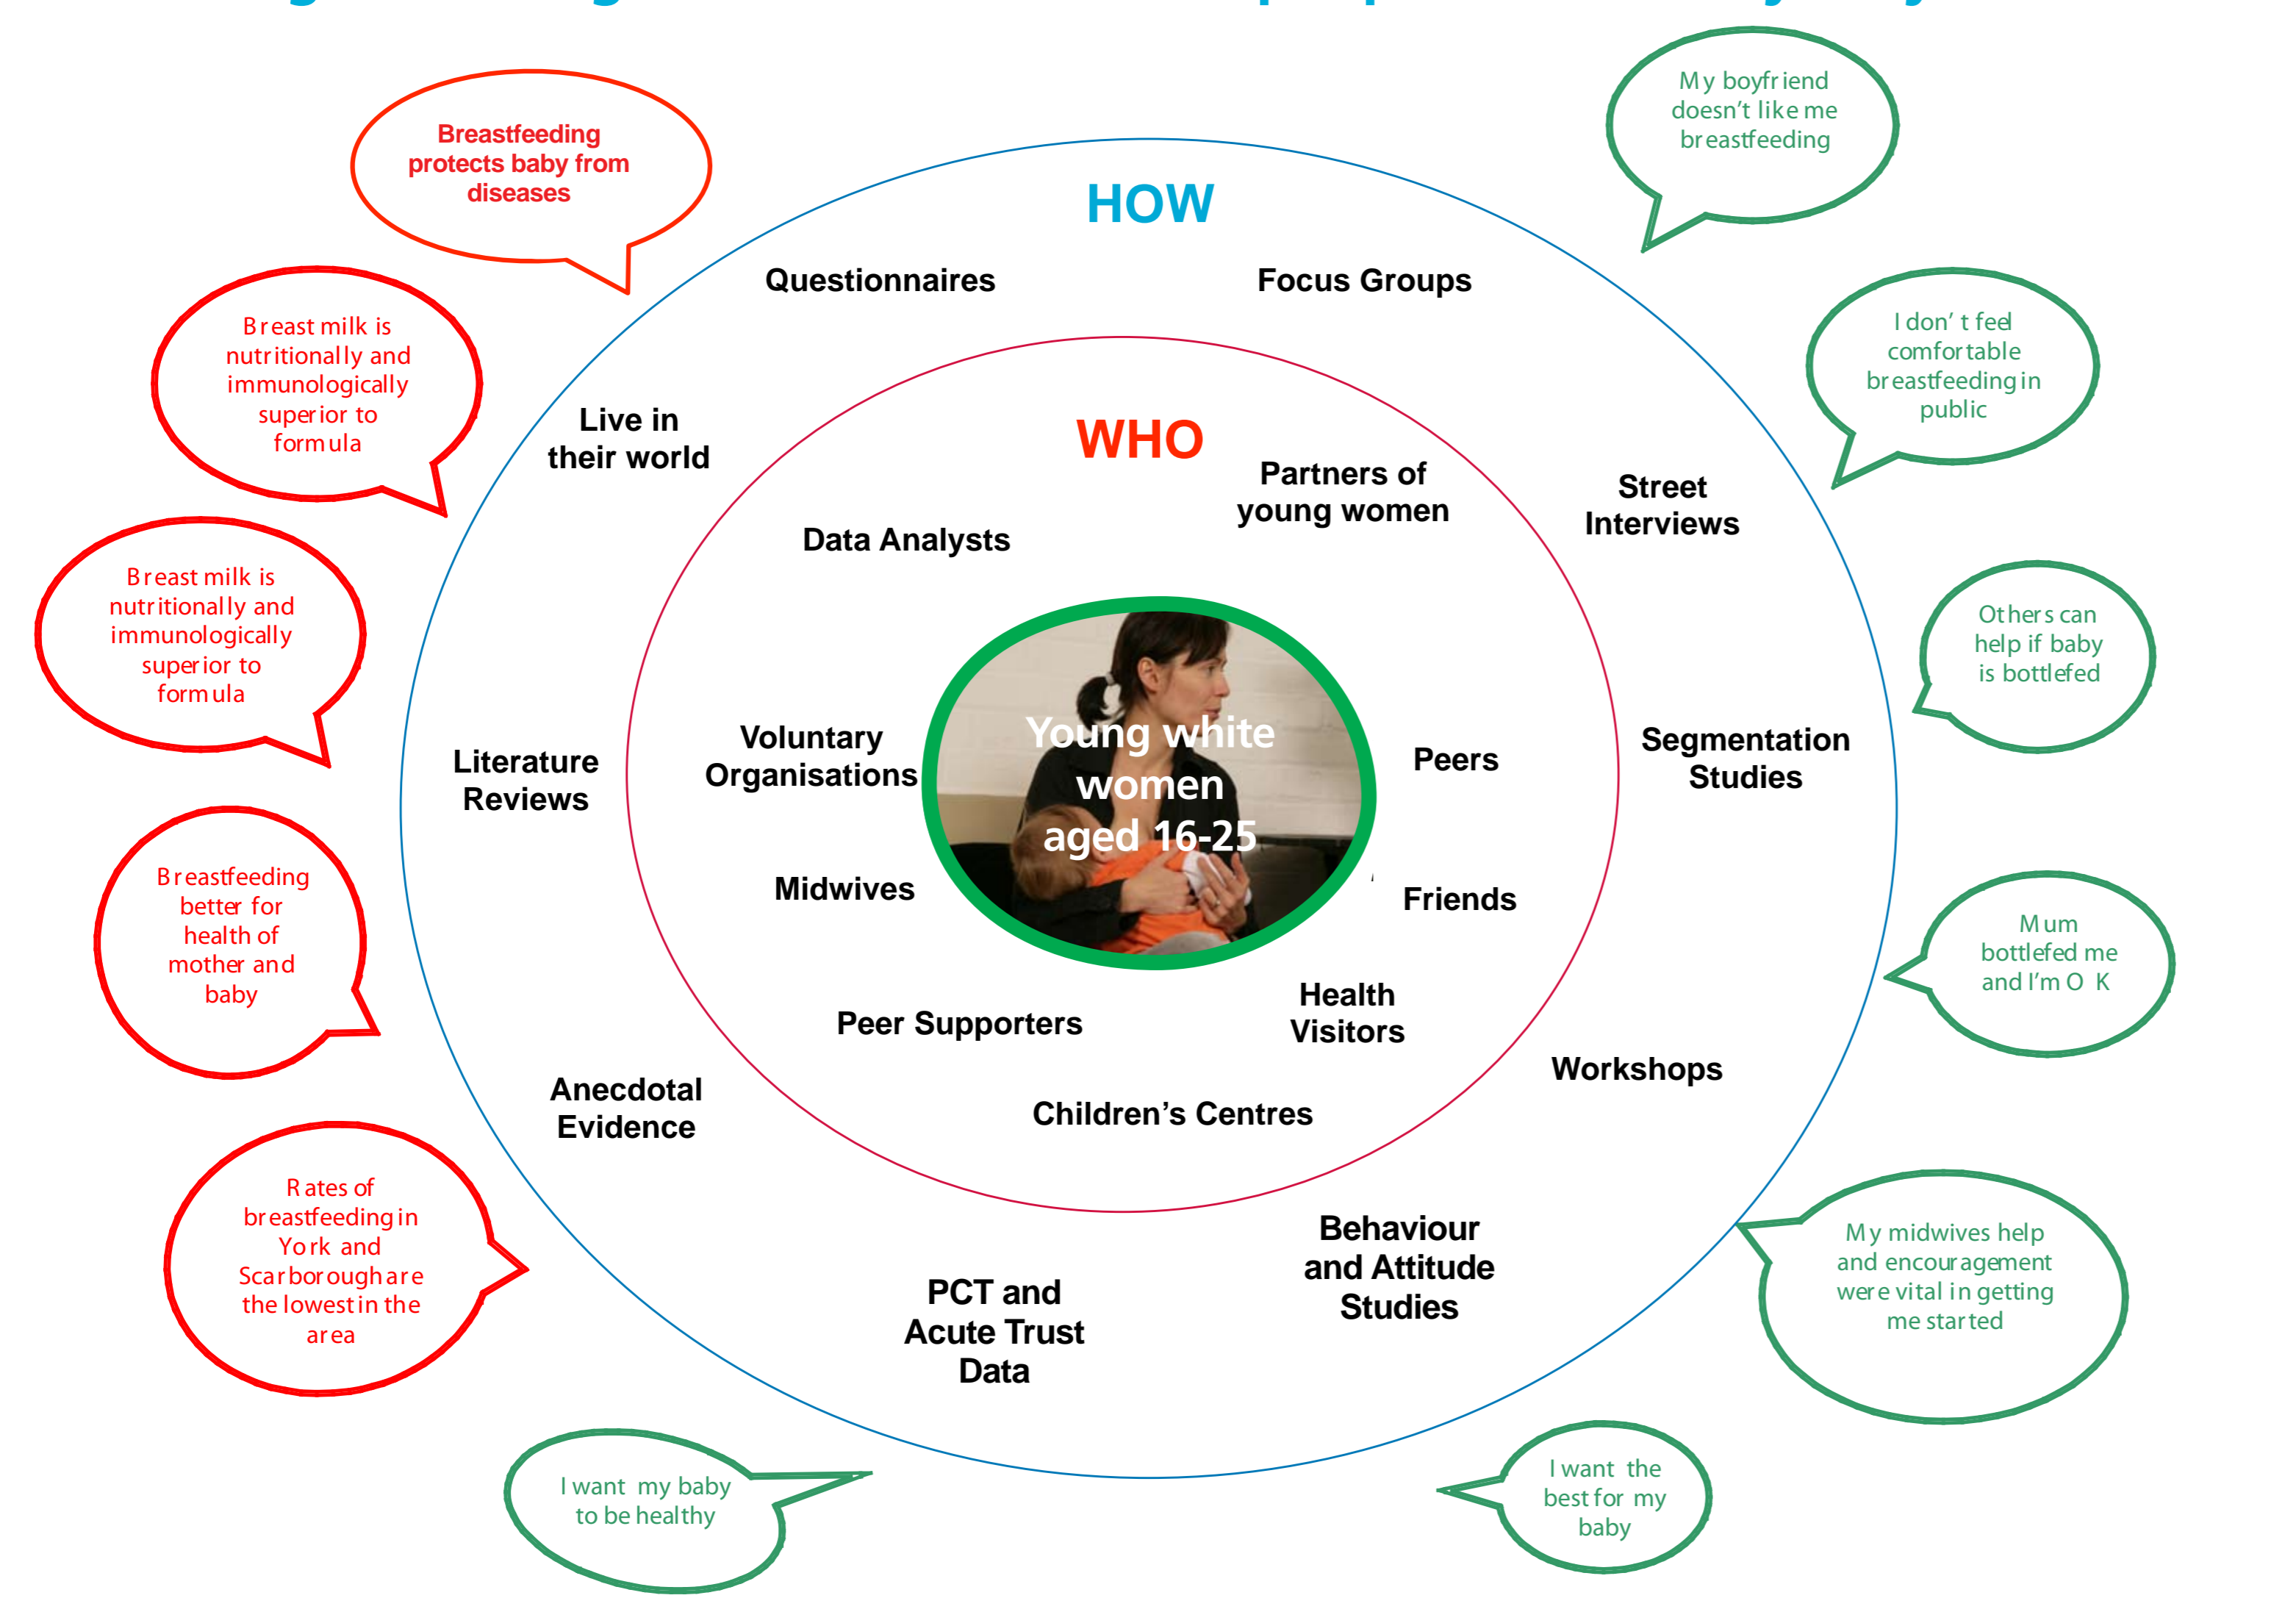 Breastfeeding
protects baby from
diseases
My boyfriend
doesn't like me
breastfeeding
HOW
Questionnaires
Focus Groups
Breast milk is
nutritionally and
immunologically
superior to
formula
I don' t feel
comfortable
breastfeeding in
public
Live in
their world
WHO
Partners of
young women
Street
Interviews
Data Analysts
Breast milk is
nutritionally and
immunologically
superior to
formula
Others can
help if baby
is bottlefed
Literature
Reviews
Voluntary
Organisations
Young white
women
aged 16-25
Peers
Segmentation
Studies
Midwives
Friends
Breastfeeding
better for
health of
mother and
baby
Mum
bottlefed me
and I'm O K
Peer Supporters
Health
Visitors
Workshops
Anecdotal
Evidence
Children's Centres
Rates of
breastfeeding in
York and
Scarborough are
the lowest in the
area
My midwives help
and encouragement
were vital in getting
me started
PCT and
Acute Trust
Data
Behaviour
and Attitude
Studies
I want my baby
to be healthy
I want the
best for my
baby